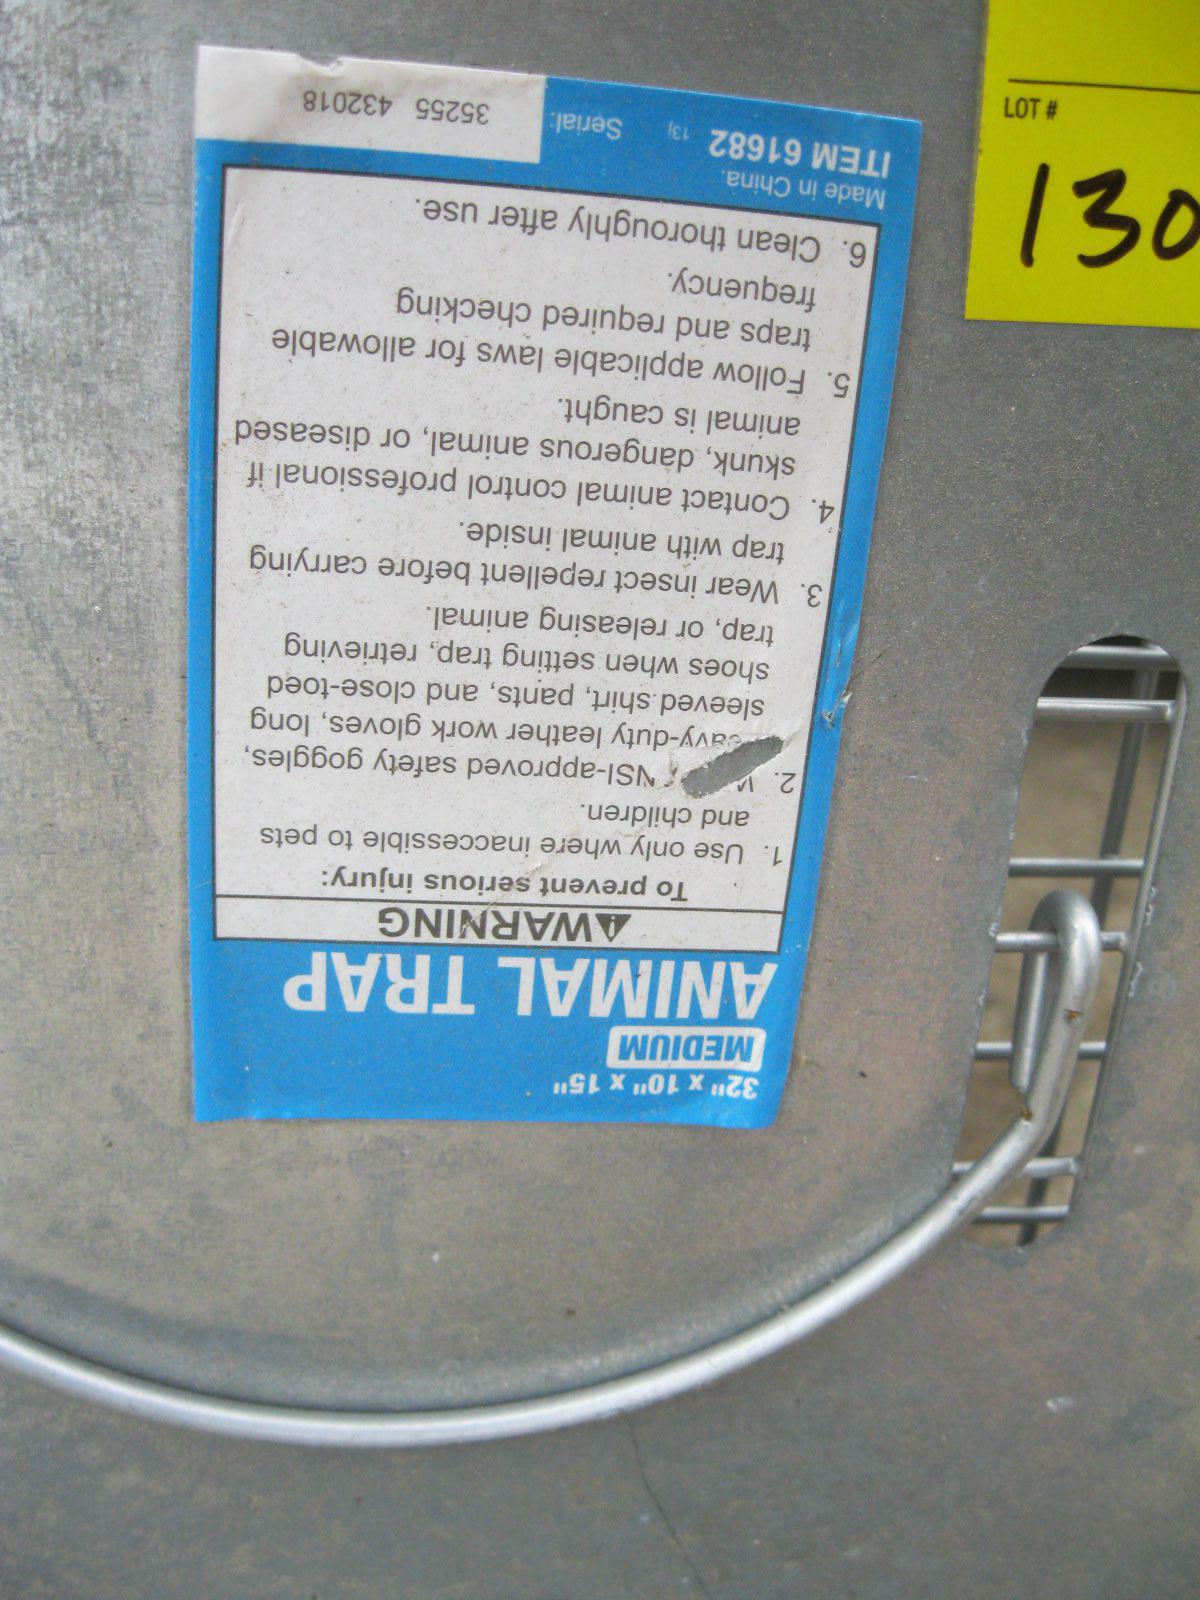 32" x 10" x 15"
MEDIUM
ANIMAL TRAP
⚠WARNING
To prevent serious injury:
1. Use only where inaccessible to pets
and children.
2. NSI-approved safety goggles,
eavy-duty leather work gloves, long
sleeved shirt, pants, and close-toed
shoes when setting trap, retrieving
trap, or releasing animal.
3. Wear insect repellent before carrying
trap with animal inside.
4. Contact animal control professional if
skunk, dangerous animal, or diseased
animal is caught.
5. Follow applicable laws for allowable
traps and required checking
frequency.
6. Clean thoroughly after use.
Made in China.
ITEM 61682 13j Serial: 35255 432018
LOT #
130